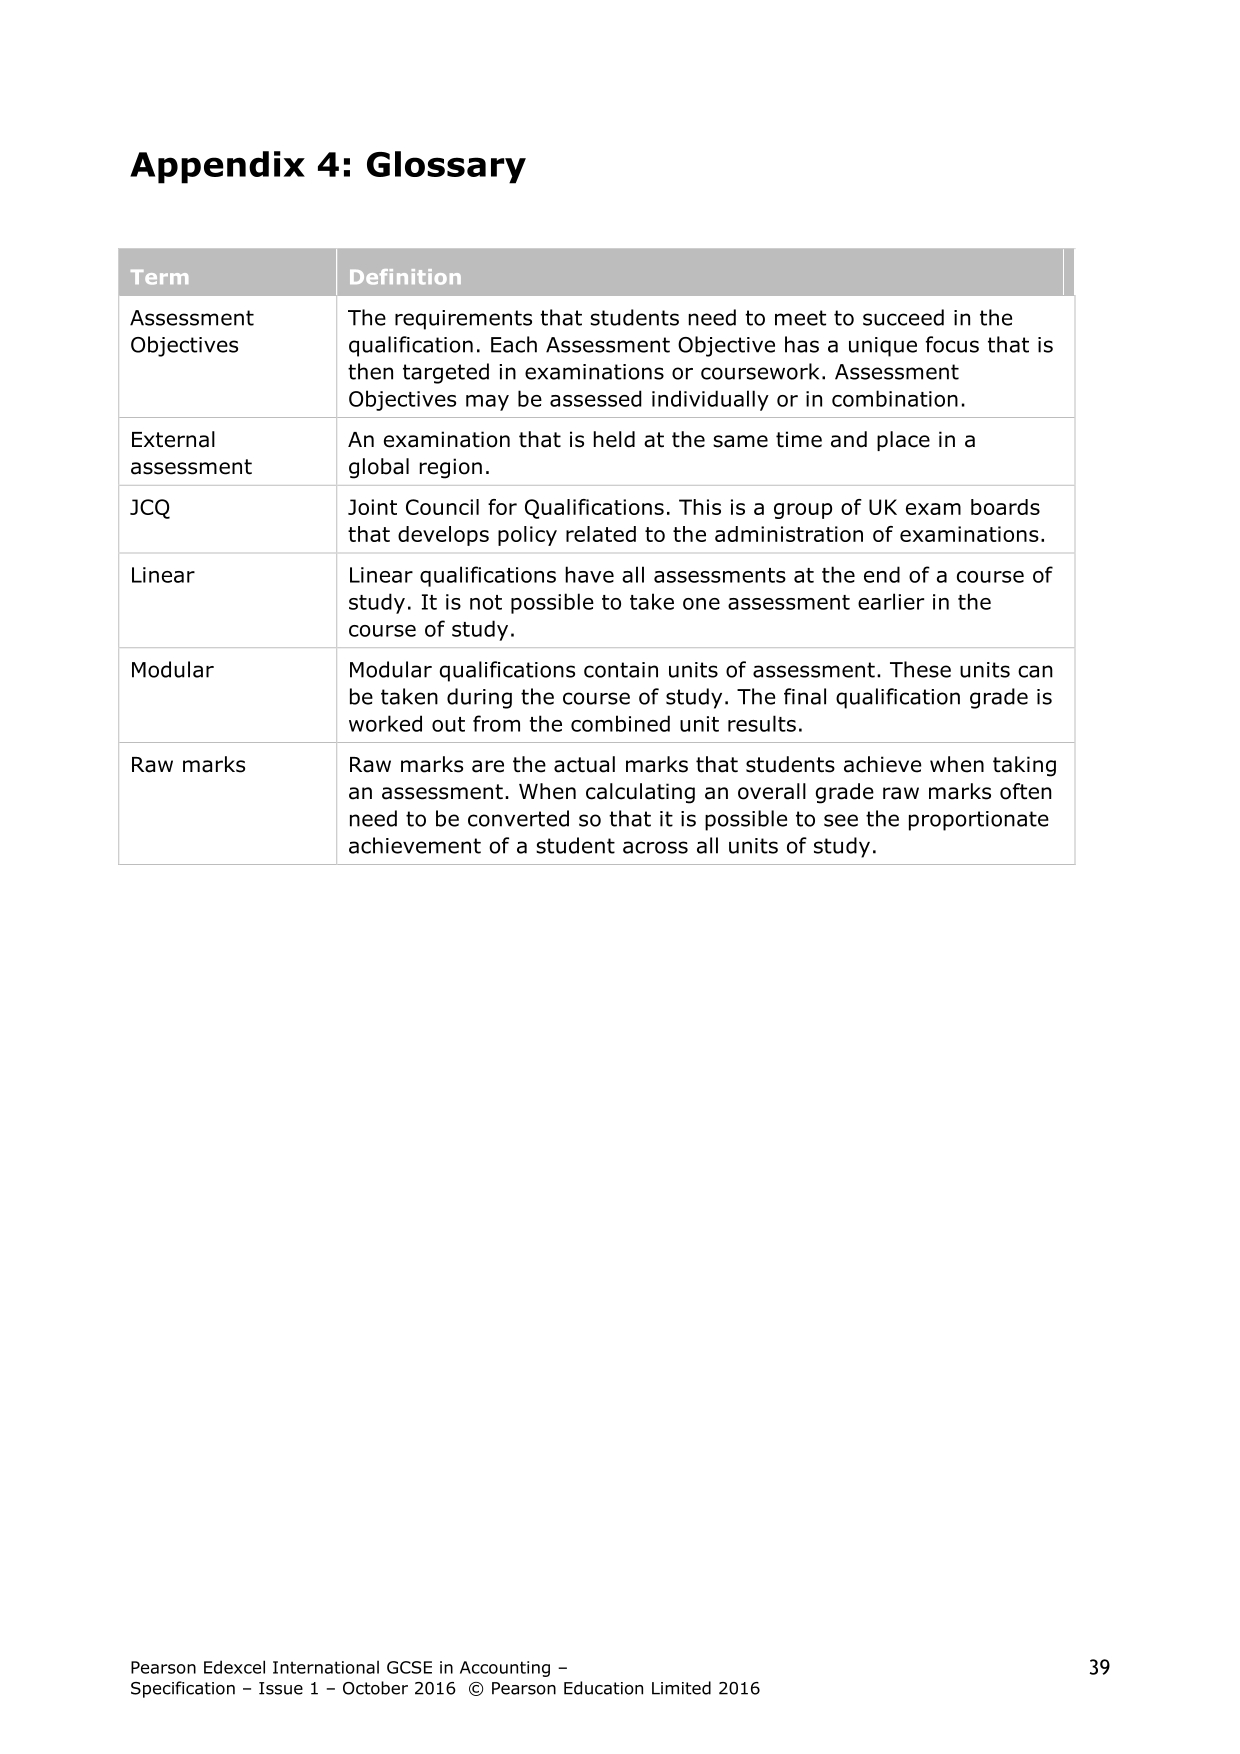 Appendix 4: Glossary
Term
Definition
Assessment
Objectives
The requirements that students need to meet to succeed in the
qualification. Each Assessment Objective has a unique focus that is
then targeted in examinations or coursework. Assessment
Objectives may be assessed individually or in combination.
External
assessment
An examination that is held at the same time and place in a
global region.
JCQ
Joint Council for Qualifications. This is a group of UK exam boards
that develops policy related to the administration of examinations.
Linear
Linear qualifications have all assessments at the end of a course of
study. It is not possible to take one assessment earlier in the
course of study.
Modular
Modular qualifications contain units of assessment. These units can
be taken during the course of study. The final qualification grade is
worked out from the combined unit results.
Raw marks
Raw marks are the actual marks that students achieve when taking
an assessment. When calculating an overall grade raw marks often
need to be converted so that it is possible to see the proportionate
achievement of a student across all units of study.
Pearson Edexcel International GCSE in Accounting –
Specification – Issue 1 – October 2016 © Pearson Education Limited 2016
39